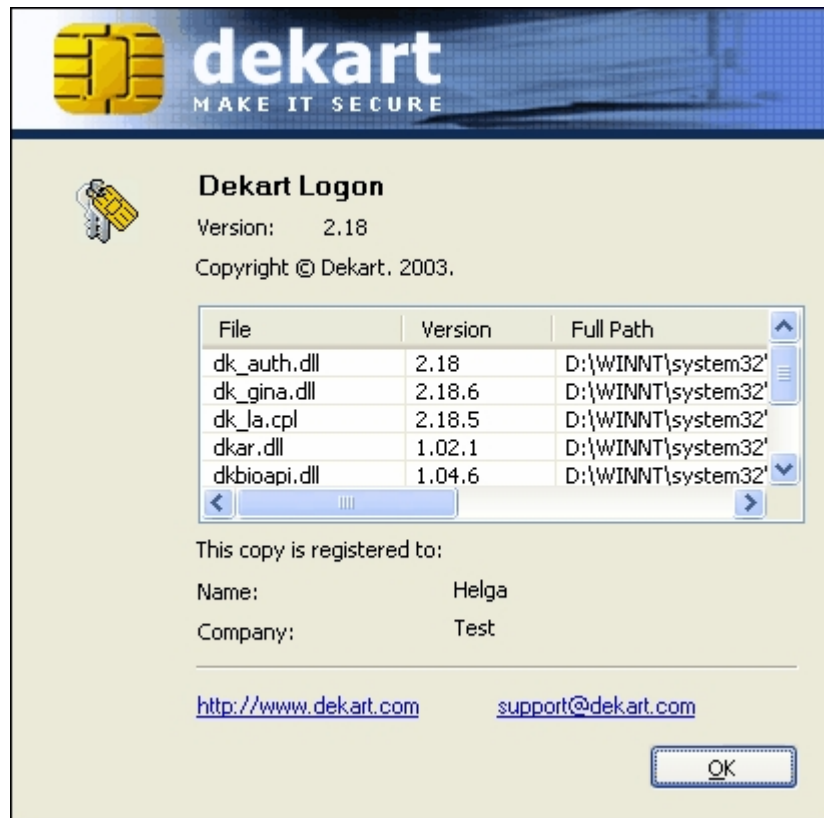 dekart
MAKE IT SECURE
Dekart Logon
Version: 2.18
Copyright © Dekart. 2003.
File Version Full Path
dk_auth.dll 2.18 D:\WINNT\system32\
dk_gina.dll 2.18.6 D:\WINNT\system32\
dk_la.cpl 2.18.5 D:\WINNT\system32\
dkar.dll 1.02.1 D:\WINNT\system32\
dkbioapi.dll 1.04.6 D:\WINNT\system32\
This copy is registered to:
Name: Helga
Company: Test
http://www.dekart.com support@dekart.com
OK